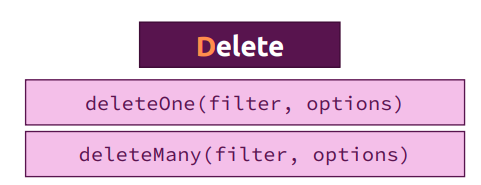 Delete
deleteOne(filter, options)
deleteMany(filter, options)